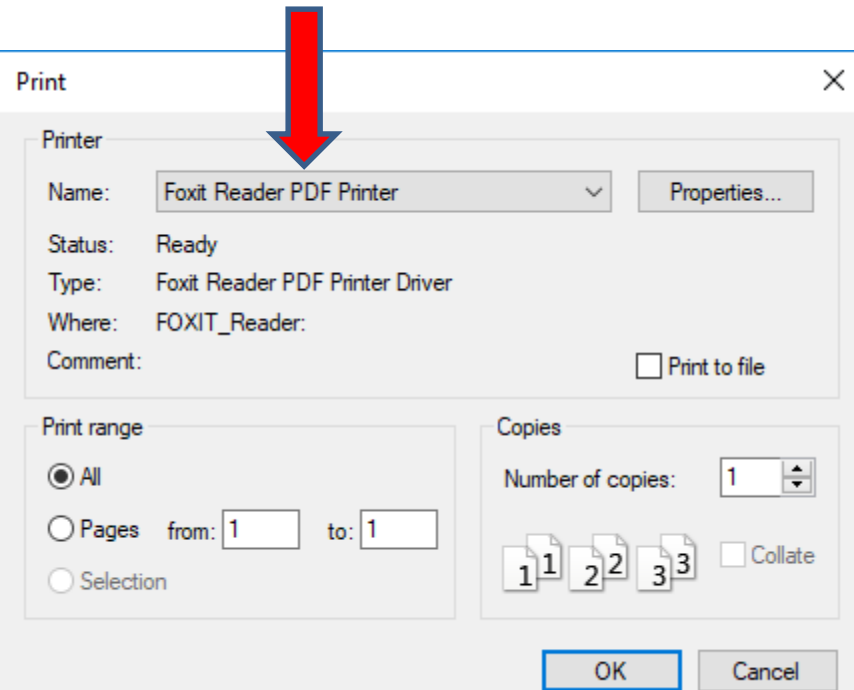 Print
Printer
Name: Foxit Reader PDF Printer Properties...
Status: Ready
Type: Foxit Reader PDF Printer Driver
Where: FOXIT_Reader:
Comment:
Print to file
Print range
All
Pages from: 1 to: 1
Selection
Copies
Number of copies: 1
1 1 2 2 3 3 Collate
OK Cancel